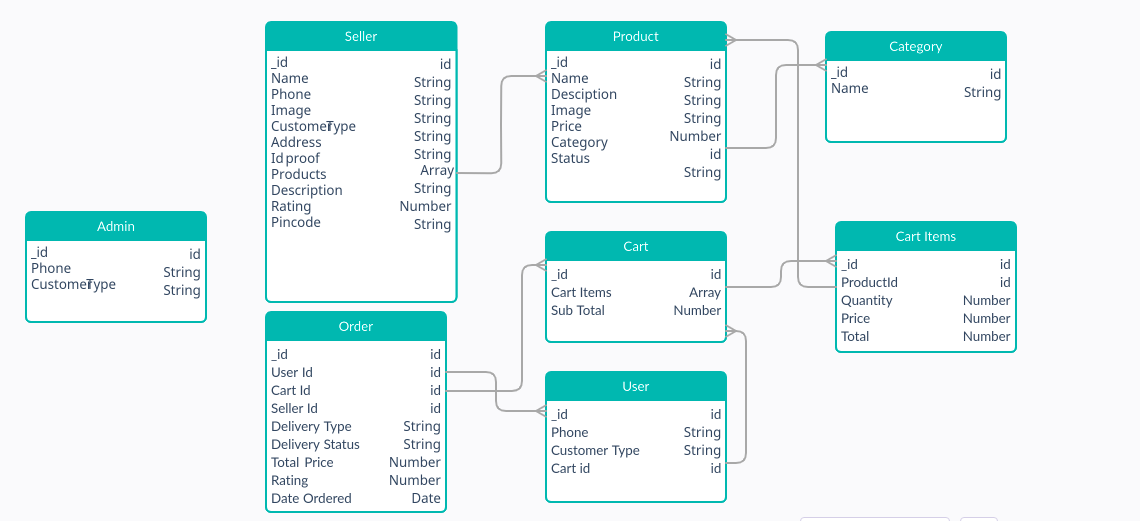 Seller
_id id
Name String
Phone String
Image String
CustomerType String
Address String
Id proof Array
Products String
Description Number
Rating String
Pincode
Product
_id id
Name String
Desciption String
Image String
Price Number
Category id
Status String
Category
_id id
Name String
Admin
_id id
Phone String
CustomerType String
Cart
_id id
Cart Items Array
Sub Total Number
Cart Items
_id id
ProductId id
Quantity Number
Price Number
Total Number
Order
_id id
User Id id
Cart Id id
Seller Id id
Delivery Type String
Delivery Status String
Total Price Number
Rating Number
Date Ordered Date
User
_id id
Phone String
Customer Type String
Cart id id